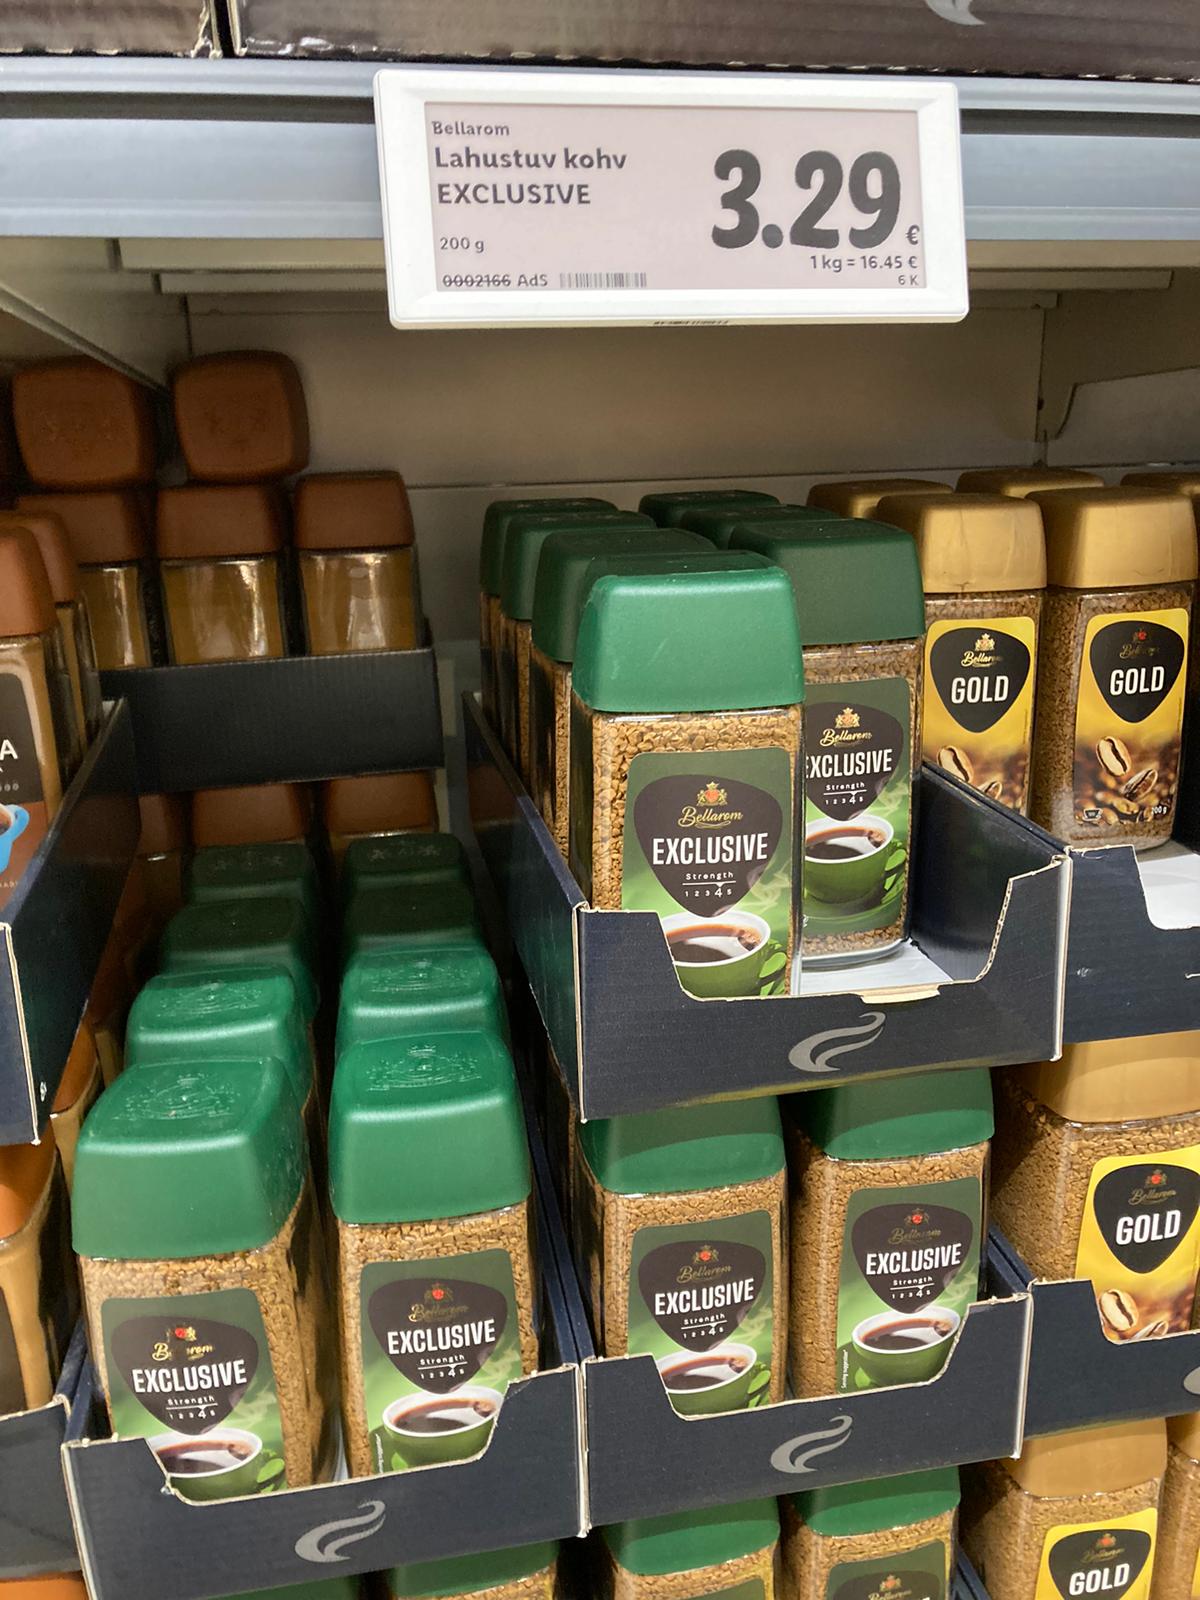 Bellarom
Lahustuv kohv
EXCLUSIVE
3.29
€
200 g
1 kg = 16.45 €
0002166 AdS
6 K
Bellarom
GOLD
Bellarom
GOLD
200 g
Bellarom
EXCLUSIVE
Strength
1 2 3 4 5
Bellarom
EXCLUSIVE
Strength
1 2 3 4 5
A
Bellarom
GOLD
Bellarom
EXCLUSIVE
Strength
1 2 3 4 5
Bellarom
EXCLUSIVE
Strength
1 2 3 4 5
EXCLUSIVE
Strength
1 2 3 4 5
Bellarom
EXCLUSIVE
Strength
1 2 3 4 5
Bellarom
GOLD